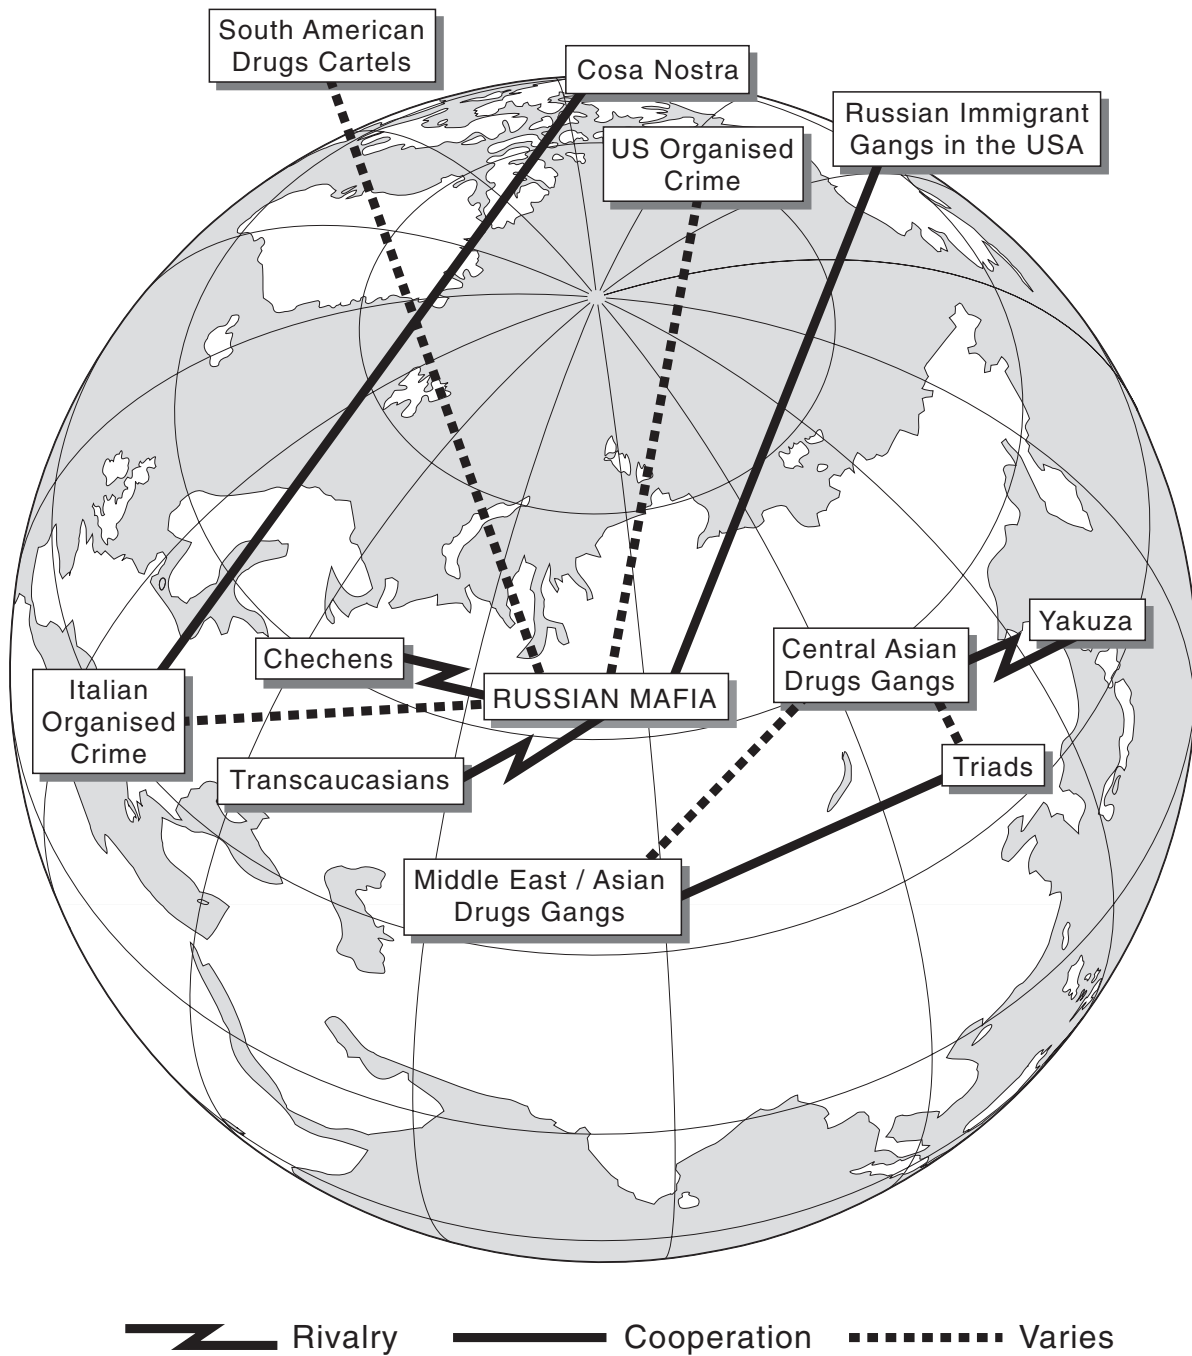 South American
Drugs Cartels
Cosa Nostra
Russian Immigrant
Gangs in the USA
US Organised
Crime
Yakuza
Central Asian
Drugs Gangs
Chechens
RUSSIAN MAFIA
Italian
Organised
Crime
Transcaucasians
Triads
Middle East / Asian
Drugs Gangs
Rivalry
Cooperation
Varies